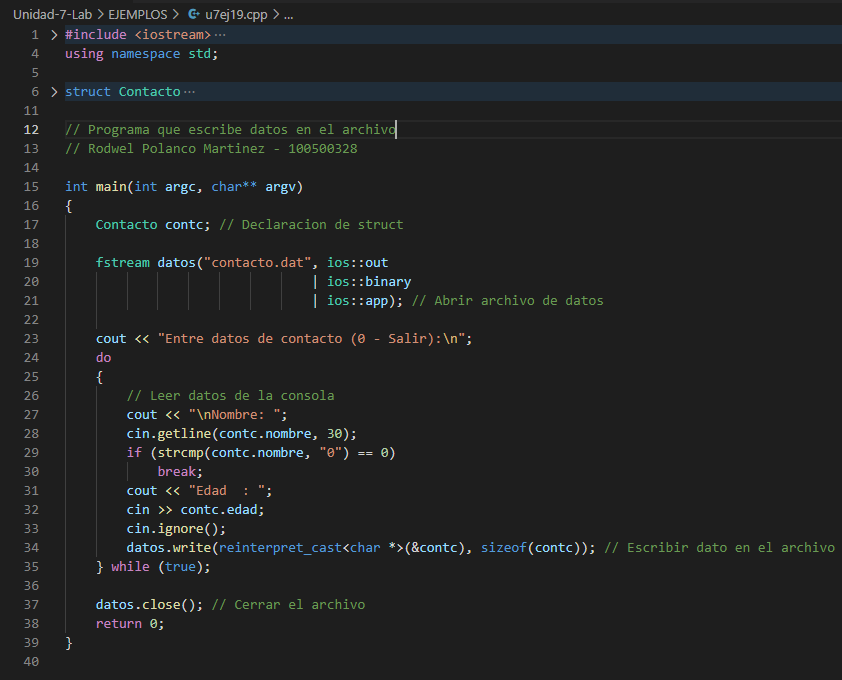 Unidad-7-Lab > EJEMPLOS > u7ej19.cpp > ...
1 > #include <iostream>···
4 using namespace std;
5
6 > struct Contacto···
11
12 // Programa que escribe datos en el archivo
13 // Rodwel Polanco Martinez - 100500328
14
15 int main(int argc, char** argv)
16 {
17     Contacto contc; // Declaracion de struct
18
19     fstream datos("contacto.dat", ios::out
20                                 | ios::binary
21                                 | ios::app); // Abrir archivo de datos
22
23     cout << "Entre datos de contacto (0 - Salir):\n";
24     do
25     {
26         // Leer datos de la consola
27         cout << "\nNombre: ";
28         cin.getline(contc.nombre, 30);
29         if (strcmp(contc.nombre, "0") == 0)
30             break;
31         cout << "Edad  : ";
32         cin >> contc.edad;
33         cin.ignore();
34         datos.write(reinterpret_cast<char *>(&contc), sizeof(contc)); // Escribir dato en el archivo
35     } while (true);
36
37     datos.close(); // Cerrar el archivo
38     return 0;
39 }
40